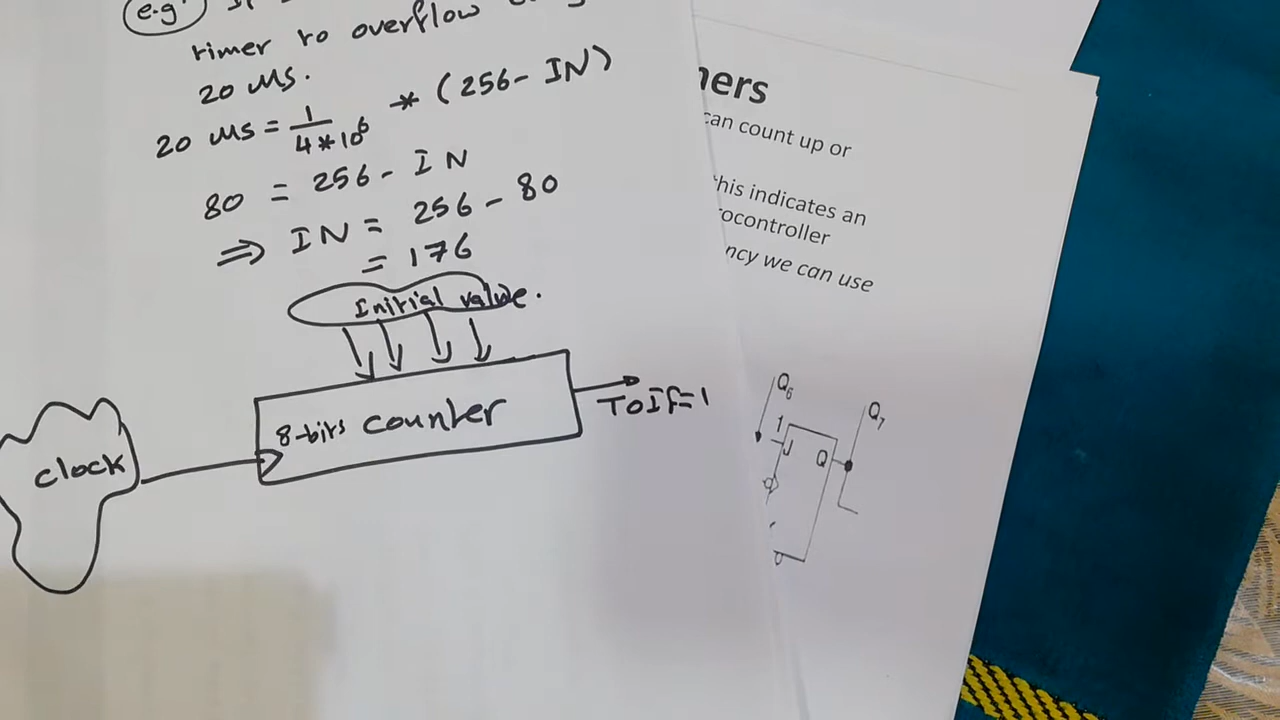 e.g:
timer to overflow
20 Ms.
20 Ms = 1/4*10^6 * (256- IN)
80 = 256- IN
⇒ IN = 256 - 80
= 176
Initial value.
8-bits counter
TOIF=1
clock
ners
can count up or
this indicates an
rocontroller
ncy we can use
Q6
Q7
1
J
Q